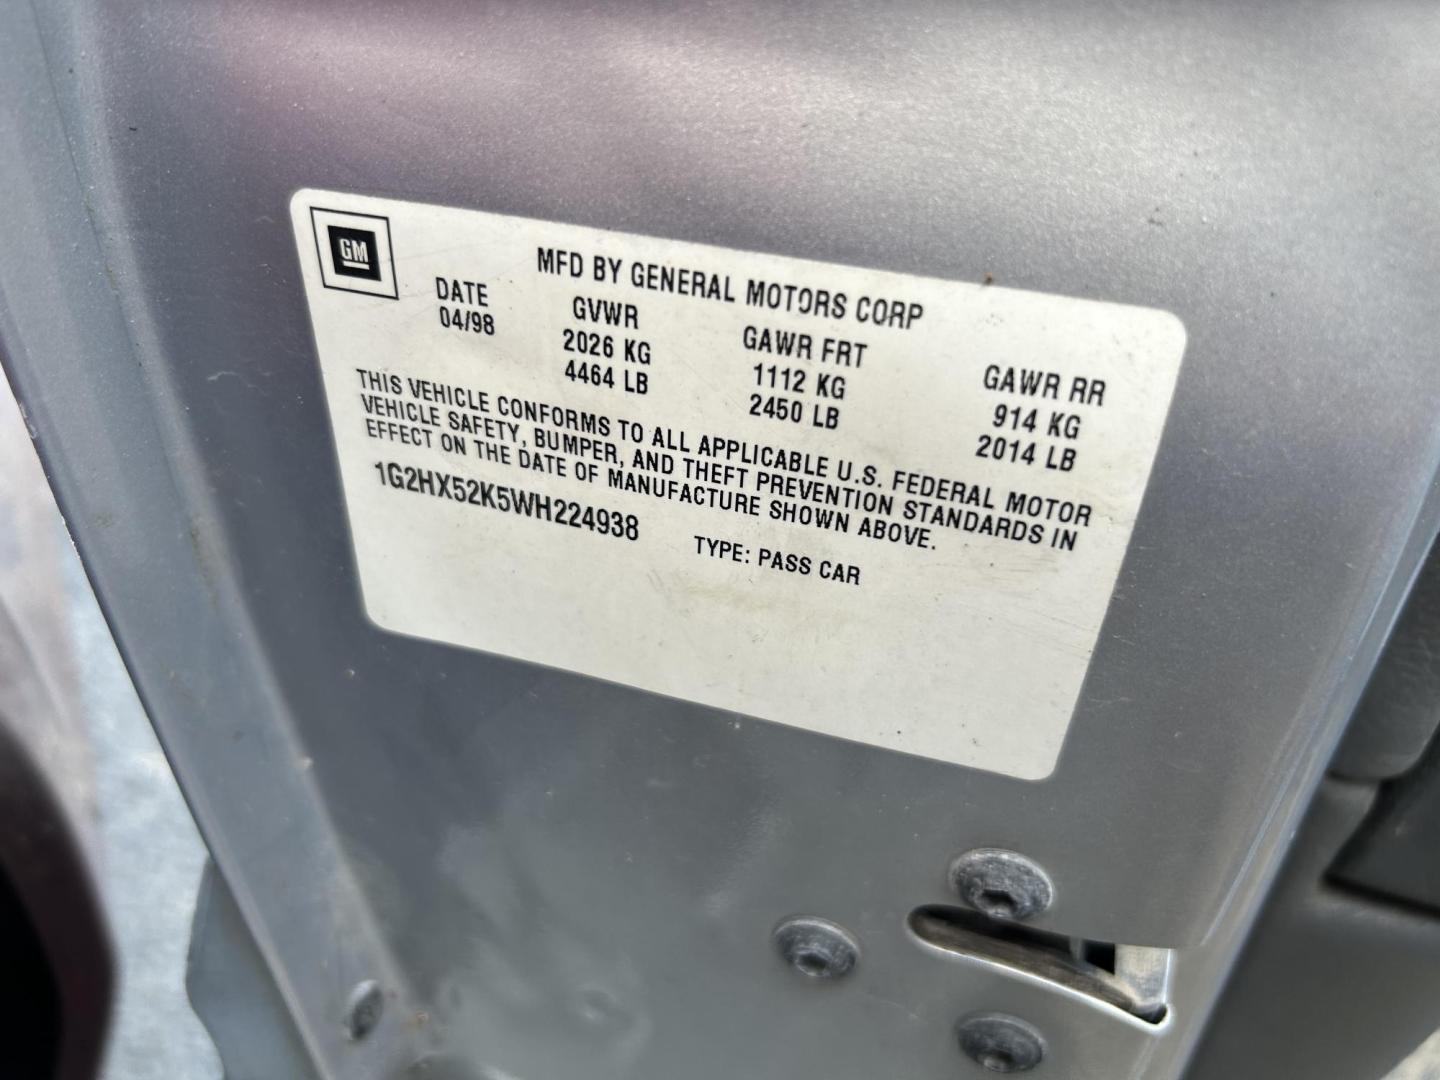 GM
MFD BY GENERAL MOTORS CORP
DATE GVWR GAWR FRT GAWR RR
04/98 2026 KG 1112 KG 914 KG
4464 LB 2450 LB 2014 LB
THIS VEHICLE CONFORMS TO ALL APPLICABLE U.S. FEDERAL MOTOR
VEHICLE SAFETY, BUMPER, AND THEFT PREVENTION STANDARDS IN
EFFECT ON THE DATE OF MANUFACTURE SHOWN ABOVE.
1G2HX52K5WH224938 TYPE: PASS CAR